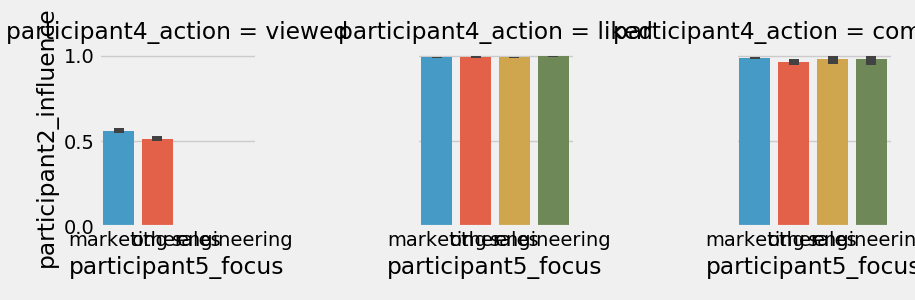 participant4_action = viewed
participant4_action = liked
participant4_action = com
participant2_influence
1.0
0.5
0.0
marketing other sales engineering
marketing other sales engineering
marketing other sales engineerin
participant5_focus
participant5_focus
participant5_focus